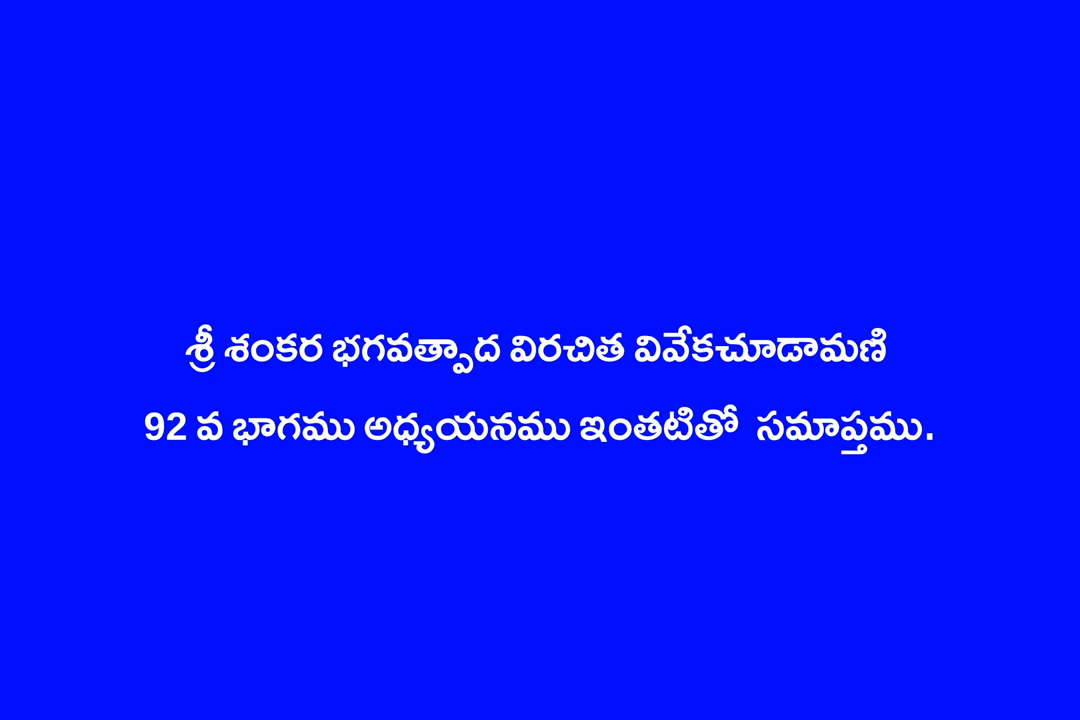 శ్రీ శంకర భగవత్పాద విరచిత వివేకచూడామణి
92 వ భాగము అధ్యయనము ఇంతటితో సమాప్తము.